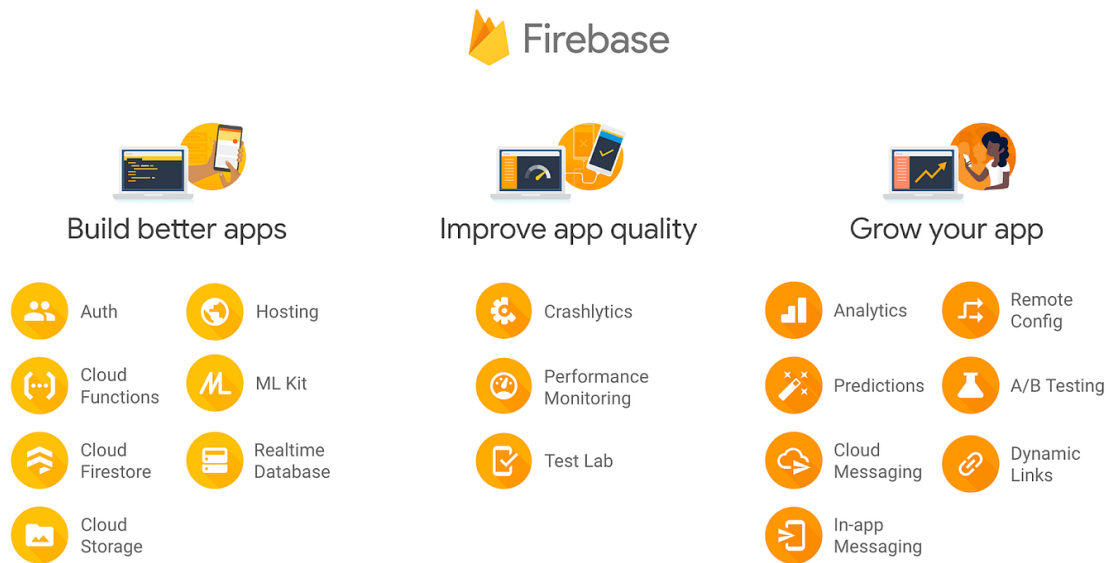 Firebase
Build better apps
Auth
Hosting
Cloud
Functions
ML Kit
Cloud
Firestore
Realtime
Database
Cloud
Storage
Improve app quality
Crashlytics
Performance
Monitoring
Test Lab
Grow your app
Analytics
Remote
Config
Predictions
A/B Testing
Cloud
Messaging
Dynamic
Links
In-app
Messaging